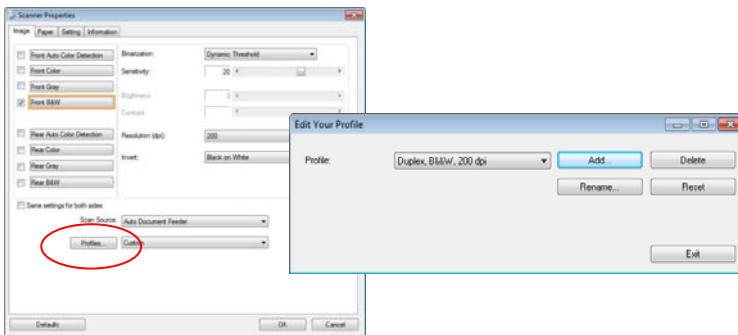 Scanner Properties
Image Paper Setting Information
Front Auto Color Detection
Front Color
Front Gray
Front B&W
Rear Auto Color Detection
Rear Color
Rear Gray
Rear B&W
Binarization: Dynamic Threshold
Sensitivity: 20
Brightness: 0
Contrast:
Resolution (dpi): 200
Invert: Black on White
Same settings for both sides
Scan Source: Auto Document Feeder
Profiles... Custom
Defaults OK Cancel
Edit Your Profile
Profile: Duplex, B&W, 200 dpi Add... Delete
Rename... Reset
Exit